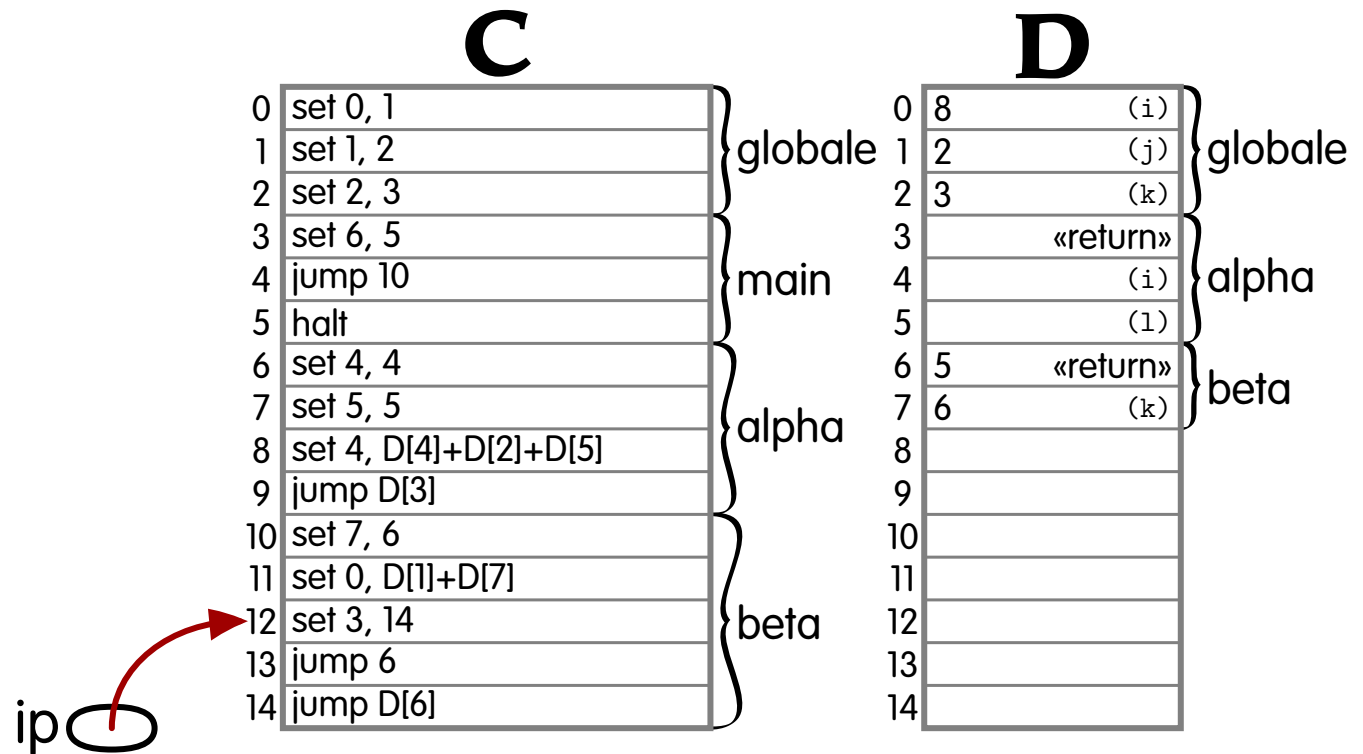 C
0 set 0, 1
1 set 1, 2
2 set 2, 3
globale
3 set 6, 5
4 jump 10
5 halt
main
6 set 4, 4
7 set 5, 5
8 set 4, D[4]+D[2]+D[5]
9 jump D[3]
alpha
10 set 7, 6
11 set 0, D[1]+D[7]
12 set 3, 14
13 jump 6
14 jump D[6]
beta
ip
D
0 8 (i)
1 2 (j)
2 3 (k)
globale
3 «return»
4 (i)
5 (l)
alpha
6 5 «return»
7 6 (k)
beta
8
9
10
11
12
13
14